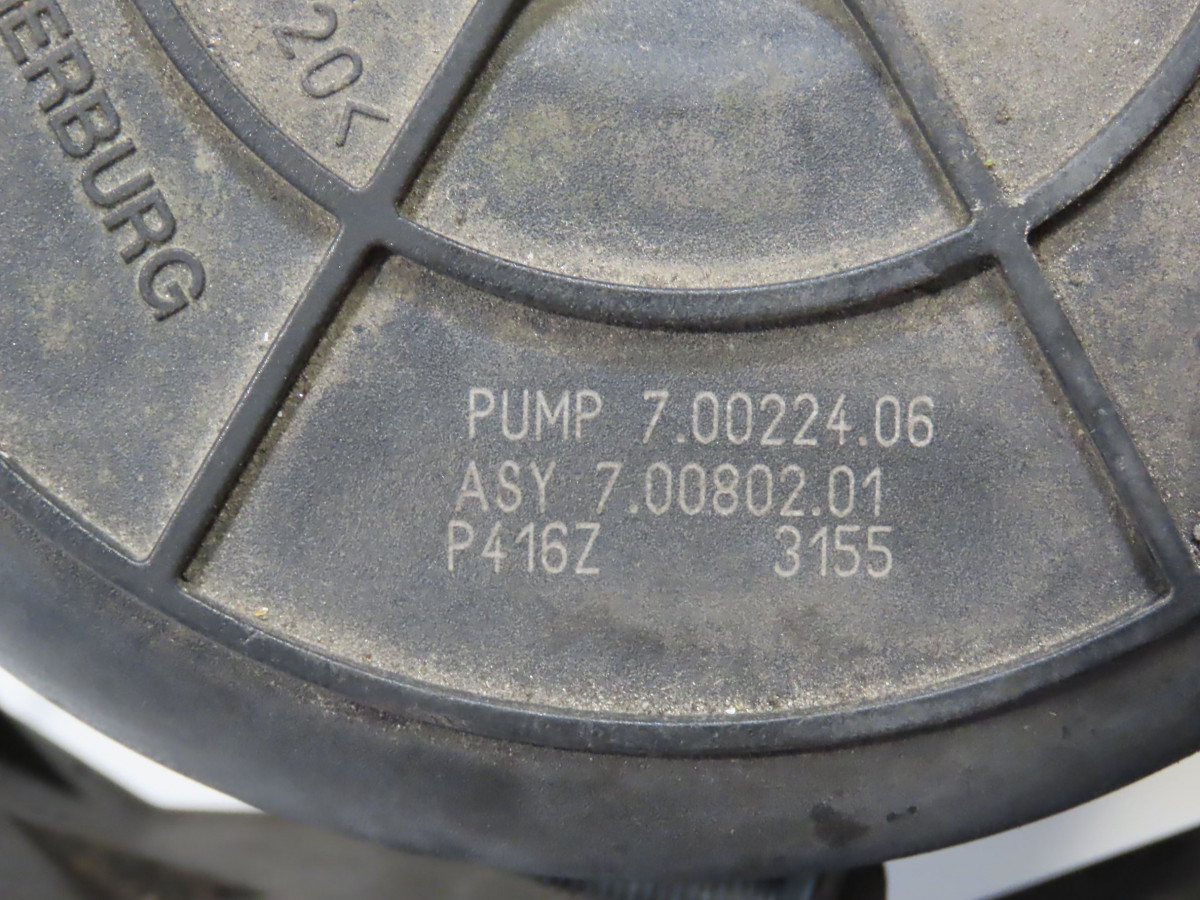 20<
ERBURG
PUMP 7.00224.06
ASY 7.00802.01
P416Z 3155